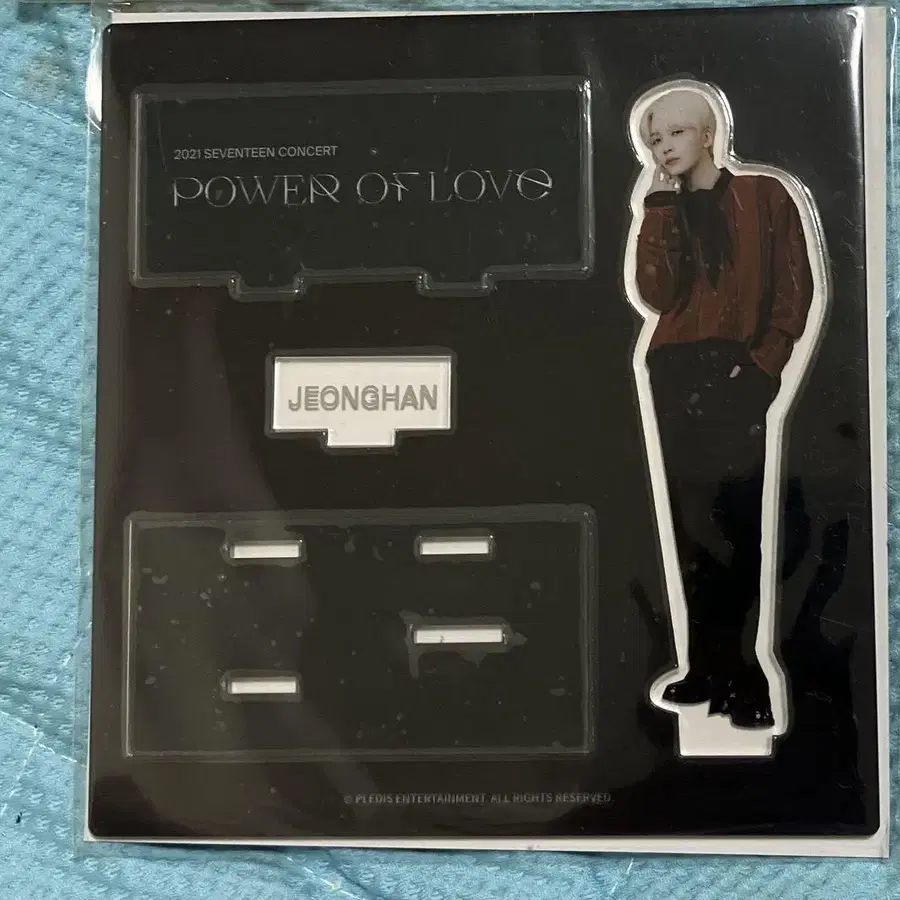 2021 SEVENTEEN CONCERT
POWER OF LOVE
JEONGHAN
© PLEDIS ENTERTAINMENT. ALL RIGHTS RESERVED.